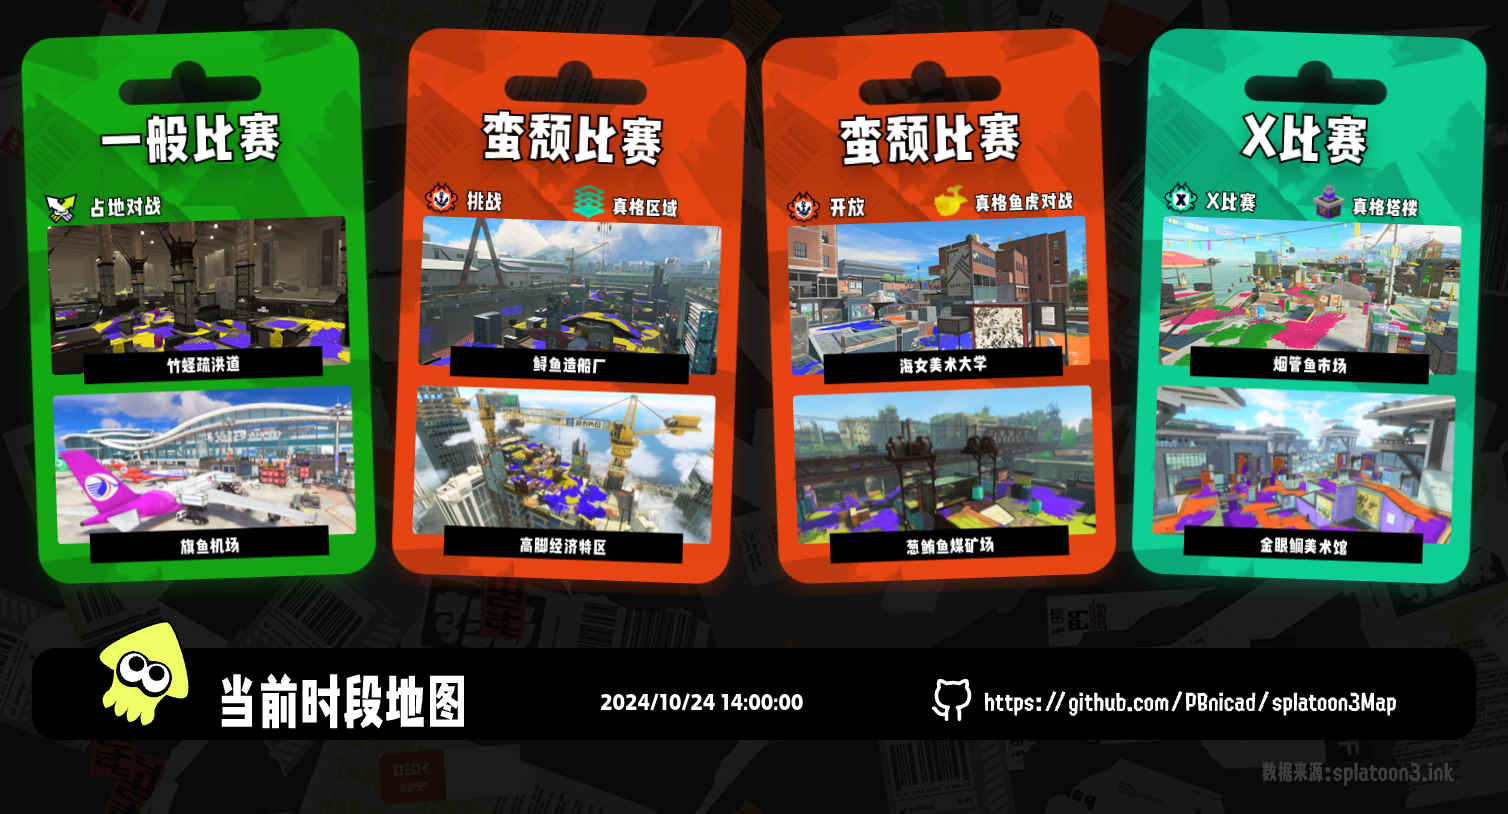 一般比赛
占地对战
竹蛏疏洪道
旗鱼机场
蛮颓比赛
挑战
真格区域
鲟鱼造船厂
高脚经济特区
蛮颓比赛
开放
真格鱼虎对战
海女美术大学
葱鲔鱼煤矿场
X比赛
X比赛
真格塔楼
烟管鱼市场
金眼鲷美术馆
当前时段地图
2024/10/24 14:00:00
https://github.com/PBnicad/splatoon3Map
数据来源:splatoon3.ink